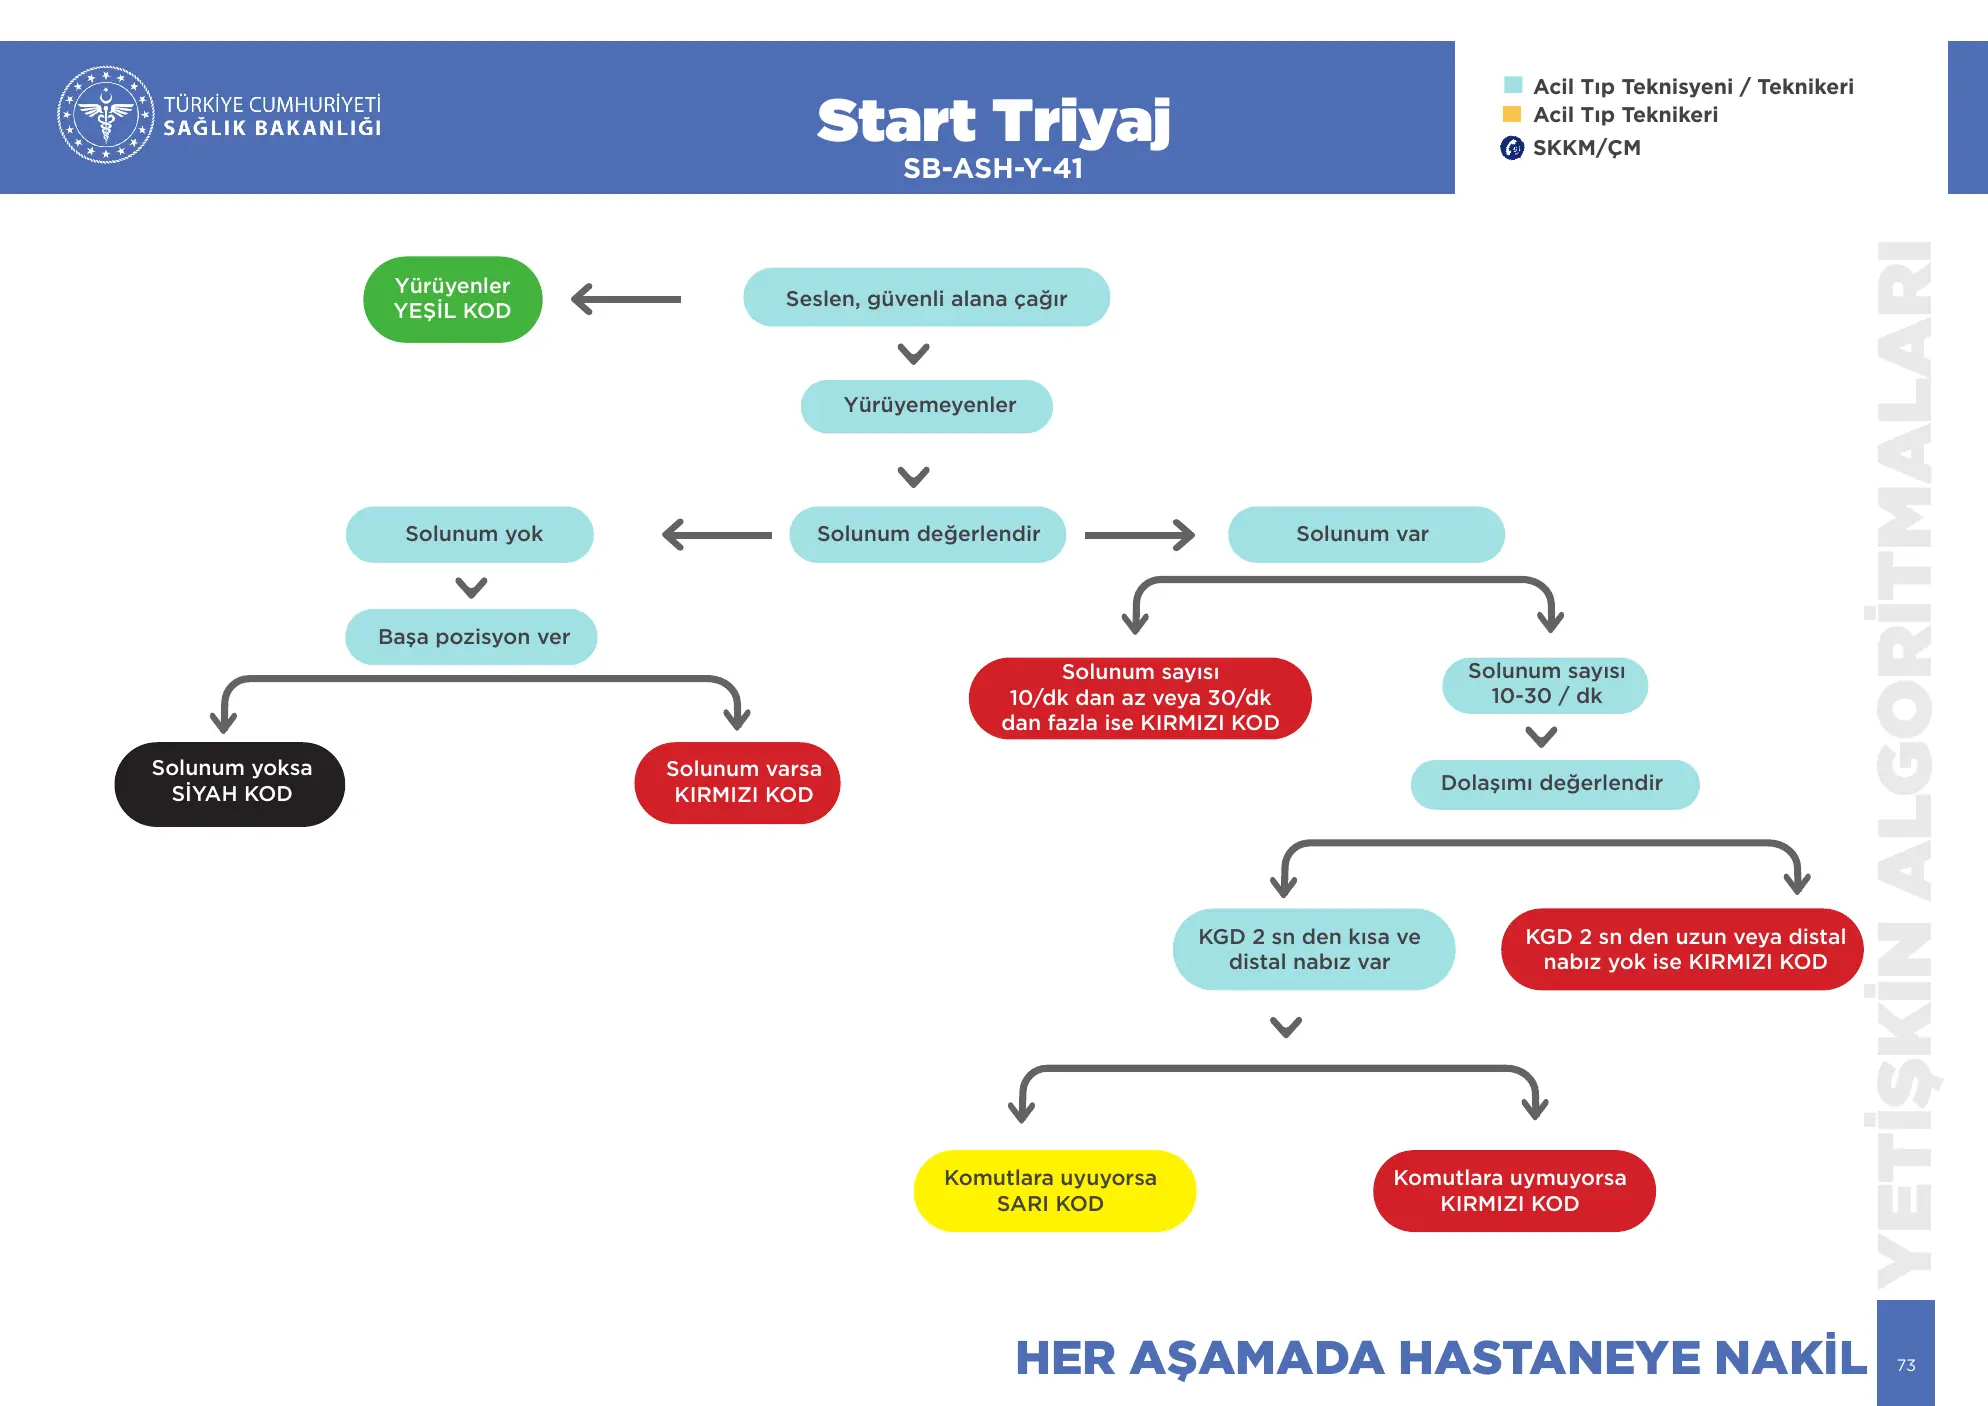 TÜRKİYE CUMHURİYETİ
SAĞLIK BAKANLIĞI
Start Triyaj
SB-ASH-Y-41
Acil Tıp Teknisyeni / Teknikeri
Acil Tıp Teknikeri
SKKM/ÇM
Yürüyenler
YEŞİL KOD
Seslen, güvenli alana çağır
Yürüyemeyenler
Solunum yok
Solunum değerlendir
Solunum var
Başa pozisyon ver
Solunum sayısı
10/dk dan az veya 30/dk
dan fazla ise KIRMIZI KOD
Solunum sayısı
10-30 / dk
Solunum yoksa
SİYAH KOD
Solunum varsa
KIRMIZI KOD
Dolaşımı değerlendir
KGD 2 sn den kısa ve
distal nabız var
KGD 2 sn den uzun veya distal
nabız yok ise KIRMIZI KOD
Komutlara uyuyorsa
SARI KOD
Komutlara uymuyorsa
KIRMIZI KOD
YETİŞKİN ALGORİTMALARI
HER AŞAMADA HASTANEYE NAKİL
73